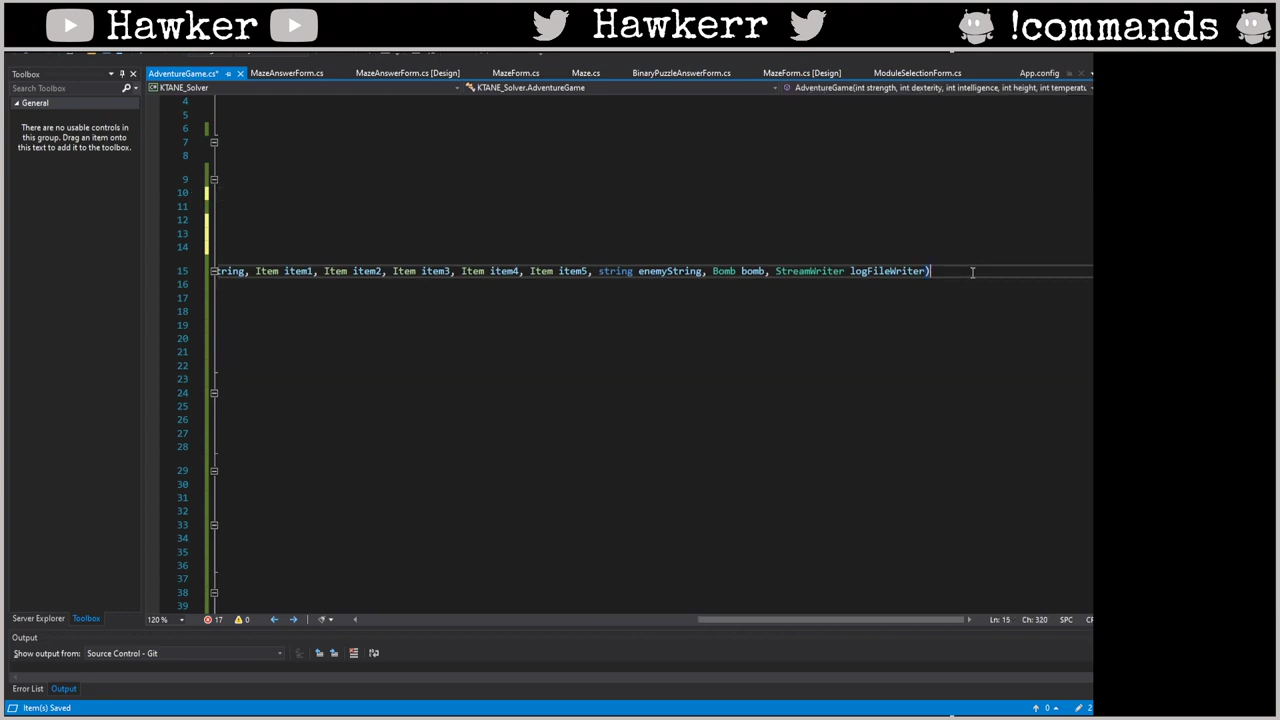 Hawker
Hawkerr
!commands
Toolbox
AdventureGame.cs* MazeAnswerForm.cs MazeAnswerForm.cs [Design] MazeForm.cs Maze.cs BinaryPuzzleAnswerForm.cs MazeForm.cs [Design] ModuleSelectionForm.cs App.config
Search Toolbox
KTANE_Solver KTANE_Solver.AdventureGame AdventureGame(int strength, int dexterity, int intelligence, int height, int temperatu
General
There are no usable controls in
this group. Drag an item onto
this text to add it to the toolbox.
4
5
6
7
8
9
10
11
12
13
14
15 tring, Item item1, Item item2, Item item3, Item item4, Item item5, string enemyString, Bomb bomb, StreamWriter logFileWriter)
16
17
18
19
20
21
22
23
24
25
26
27
28
29
30
31
32
33
34
35
36
37
38
39
Server Explorer Toolbox
120 % 17 0 Ln: 15 Ch: 320 SPC
Output
Show output from: Source Control - Git
Error List Output
Item(s) Saved 0 2